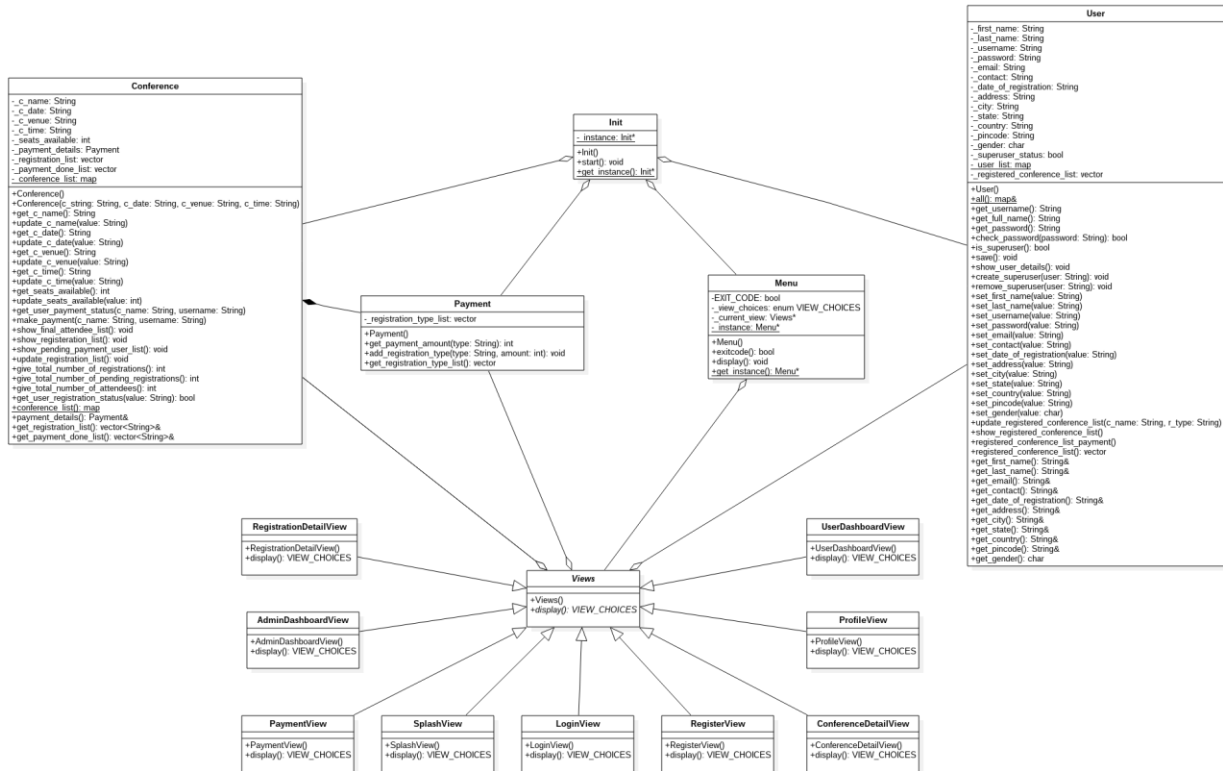 User
-_first_name: String
-_last_name: String
-_username: String
-_password: String
-_email: String
-_contact: String
-_date_of_registration: String
-_address: String
-_city: String
-_state: String
-_country: String
-_pincode: String
-_gender: char
-_superuser_status: bool
-_user_list: map
-_registered_conference_list: vector
+User()
+all(): map&
+get_username(): String
+get_full_name(): String
+get_password(): String
+check_password(password: String): bool
+is_superuser(): bool
+save(): void
+show_user_details(): void
+create_superuser(user: String): void
+remove_superuser(user: String): void
+set_first_name(value: String)
+set_last_name(value: String)
+set_username(value: String)
+set_password(value: String)
+set_email(value: String)
+set_contact(value: String)
+set_date_of_registration(value: String)
+set_address(value: String)
+set_city(value: String)
+set_state(value: String)
+set_country(value: String)
+set_pincode(value: String)
+set_gender(value: char)
+update_registered_conference_list(c_name: String, r_type: String)
+show_registered_conference_list()
+registered_conference_list_payment()
+registered_conference_list(): vector
+get_first_name(): String&
+get_last_name(): String&
+get_email(): String&
+get_contact(): String&
+get_date_of_registration(): String&
+get_address(): String&
+get_city(): String&
+get_state(): String&
+get_country(): String&
+get_pincode(): String&
+get_gender(): char
Conference
-_c_name: String
-_c_date: String
-_c_venue: String
-_c_time: String
-_seats_available: int
-_payment_details: Payment
-_registration_list: vector
-_payment_done_list: vector
-_conference_list: map
+Conference()
+Conference(c_string: String, c_date: String, c_venue: String, c_time: String)
+get_c_name(): String
+update_c_name(value: String)
+get_c_date(): String
+update_c_date(value: String)
+get_c_venue(): String
+update_c_venue(value: String)
+get_c_time(): String
+update_c_time(value: String)
+get_seats_available(): int
+update_seats_available(value: int)
+get_user_payment_status(c_name: String, username: String)
+make_payment(c_name: String, username: String)
+show_final_attendee_list(): void
+show_registeration_list(): void
+show_pending_payment_user_list(): void
+update_registration_list(): void
+give_total_number_of_registrations(): int
+give_total_number_of_pending_registrations(): int
+give_total_number_of_attendees(): int
+get_user_registration_status(value: String): bool
+conference_list(): map
+payment_details(): Payment&
+get_registration_list(): vector<String>&
+get_payment_done_list(): vector<String>&
Init
-_instance: Init*
+Init()
+start(): void
+get_instance(): Init*
Payment
-_registration_type_list: vector
+Payment()
+get_payment_amount(type: String): int
+add_registration_type(type: String, amount: int): void
+get_registration_type_list(): vector
Menu
-EXIT_CODE: bool
-_view_choices: enum VIEW_CHOICES
-_current_view: Views*
-_instance: Menu*
+Menu()
+exitcode(): bool
+display(): void
+get_instance(): Menu*
RegistrationDetailView
+RegistrationDetailView()
+display(): VIEW_CHOICES
UserDashboardView
+UserDashboardView()
+display(): VIEW_CHOICES
Views
+Views()
+display(): VIEW_CHOICES
AdminDashboardView
+AdminDashboardView()
+display(): VIEW_CHOICES
ProfileView
+ProfileView()
+display(): VIEW_CHOICES
PaymentView
+PaymentView()
+display(): VIEW_CHOICES
SplashView
+SplashView()
+display(): VIEW_CHOICES
LoginView
+LoginView()
+display(): VIEW_CHOICES
RegisterView
+RegisterView()
+display(): VIEW_CHOICES
ConferenceDetailView
+ConferenceDetailView()
+display(): VIEW_CHOICES